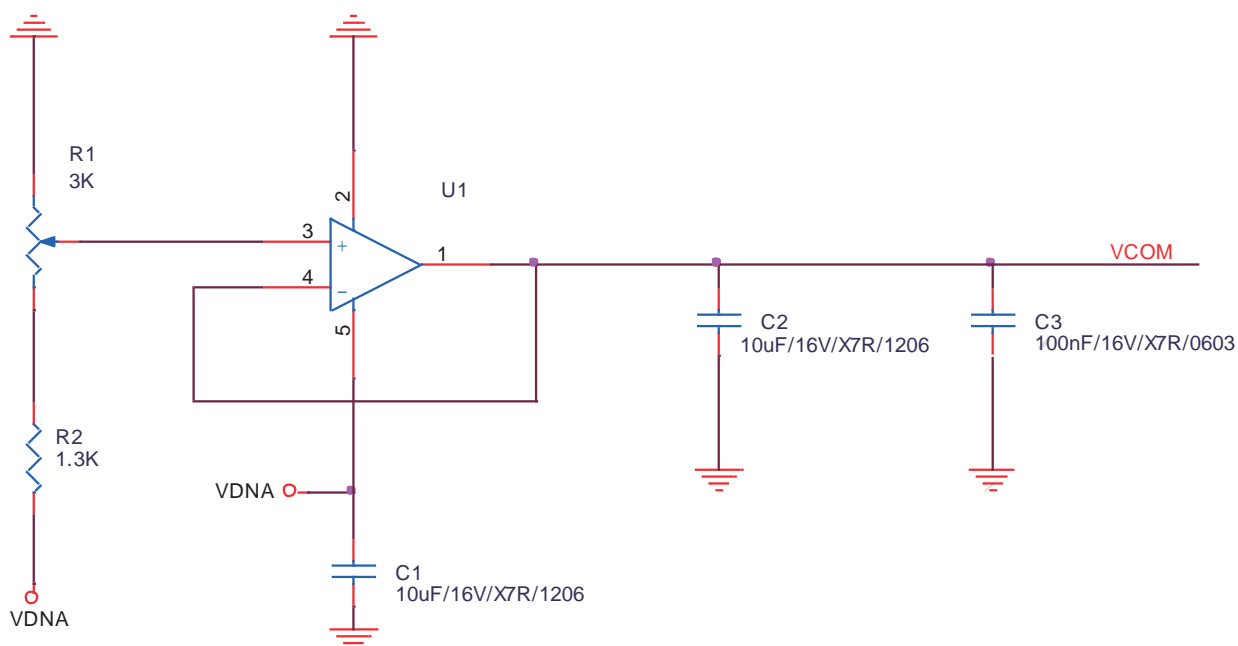 R1
3K
U1
2
3
+
4
−
5
1
VCOM
C2
10uF/16V/X7R/1206
C3
100nF/16V/X7R/0603
R2
1.3K
VDNA
C1
10uF/16V/X7R/1206
VDNA